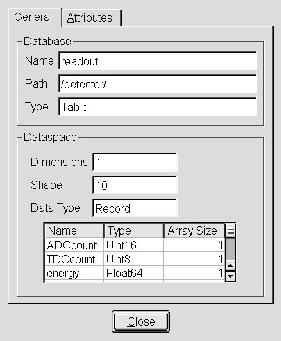 General Attributes
Database
Name readout
Path /detector/
Type Table
Dataspace
Dimensions 1
Shape 10
Data Type Record
Name Type Array Size
ADCcount UInt16 1
TDCcount UInt8 1
energy Float64 1
Close